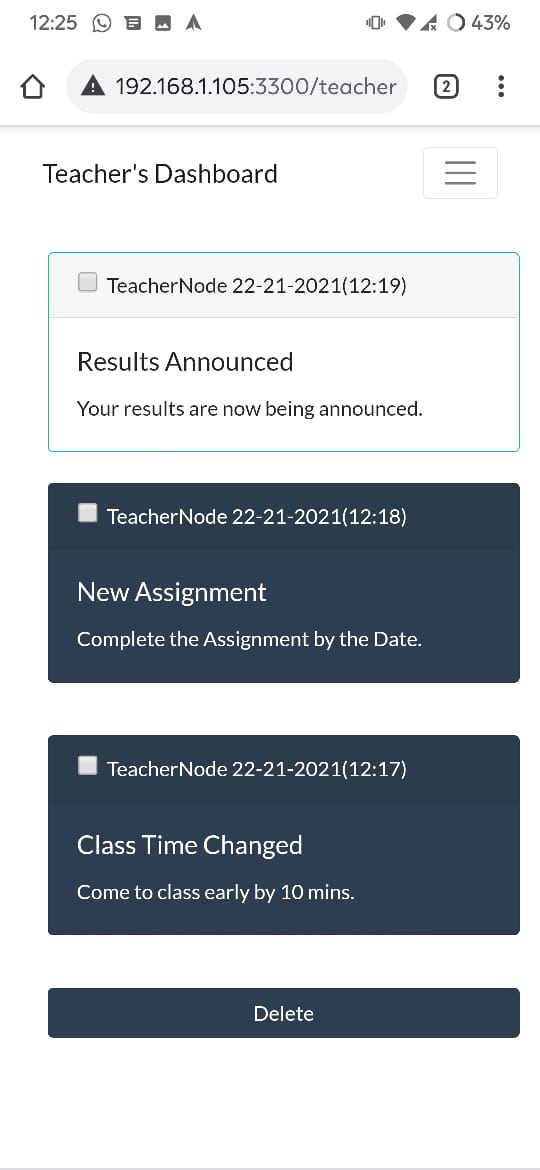 12:25 43%
192.168.1.105:3300/teacher 2
Teacher's Dashboard
TeacherNode 22-21-2021(12:19)
Results Announced
Your results are now being announced.
TeacherNode 22-21-2021(12:18)
New Assignment
Complete the Assignment by the Date.
TeacherNode 22-21-2021(12:17)
Class Time Changed
Come to class early by 10 mins.
Delete